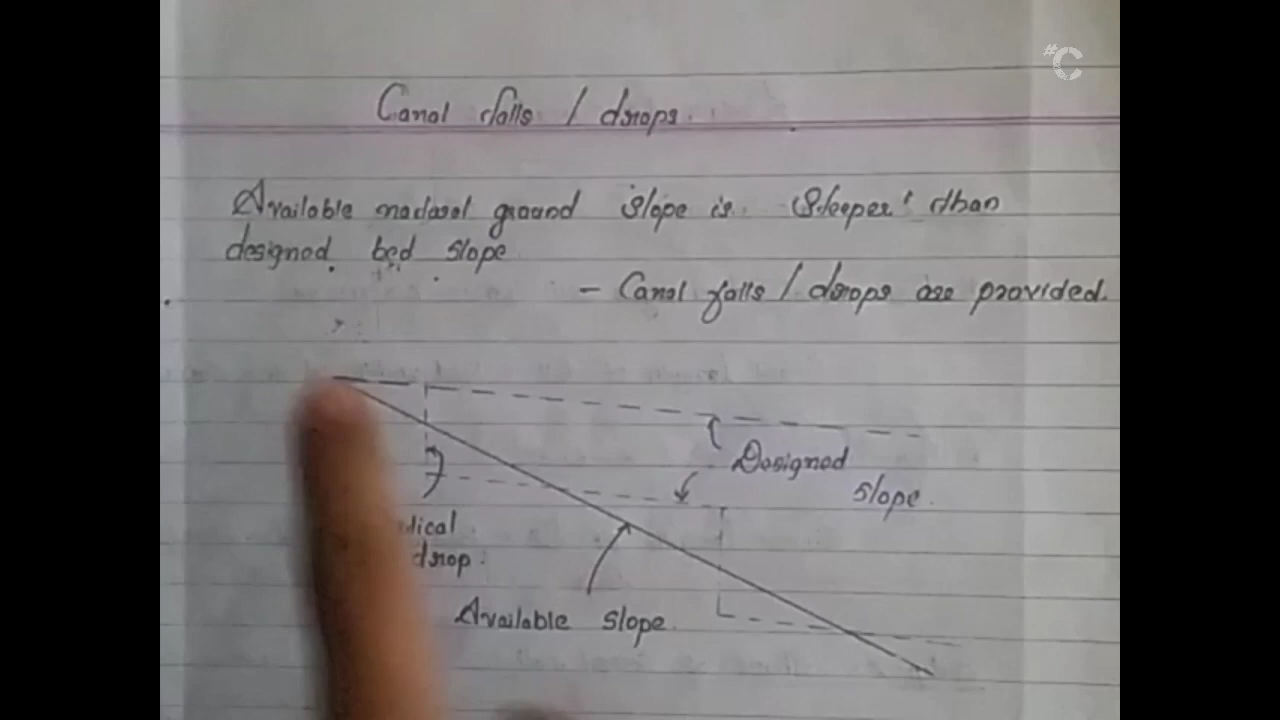 #C
Canal falls / drops.
Available natural ground slope is steeper than
designed bed slope
- Canal falls / drops are provided.
Designed
slope.
tical
drop.
Available slope.